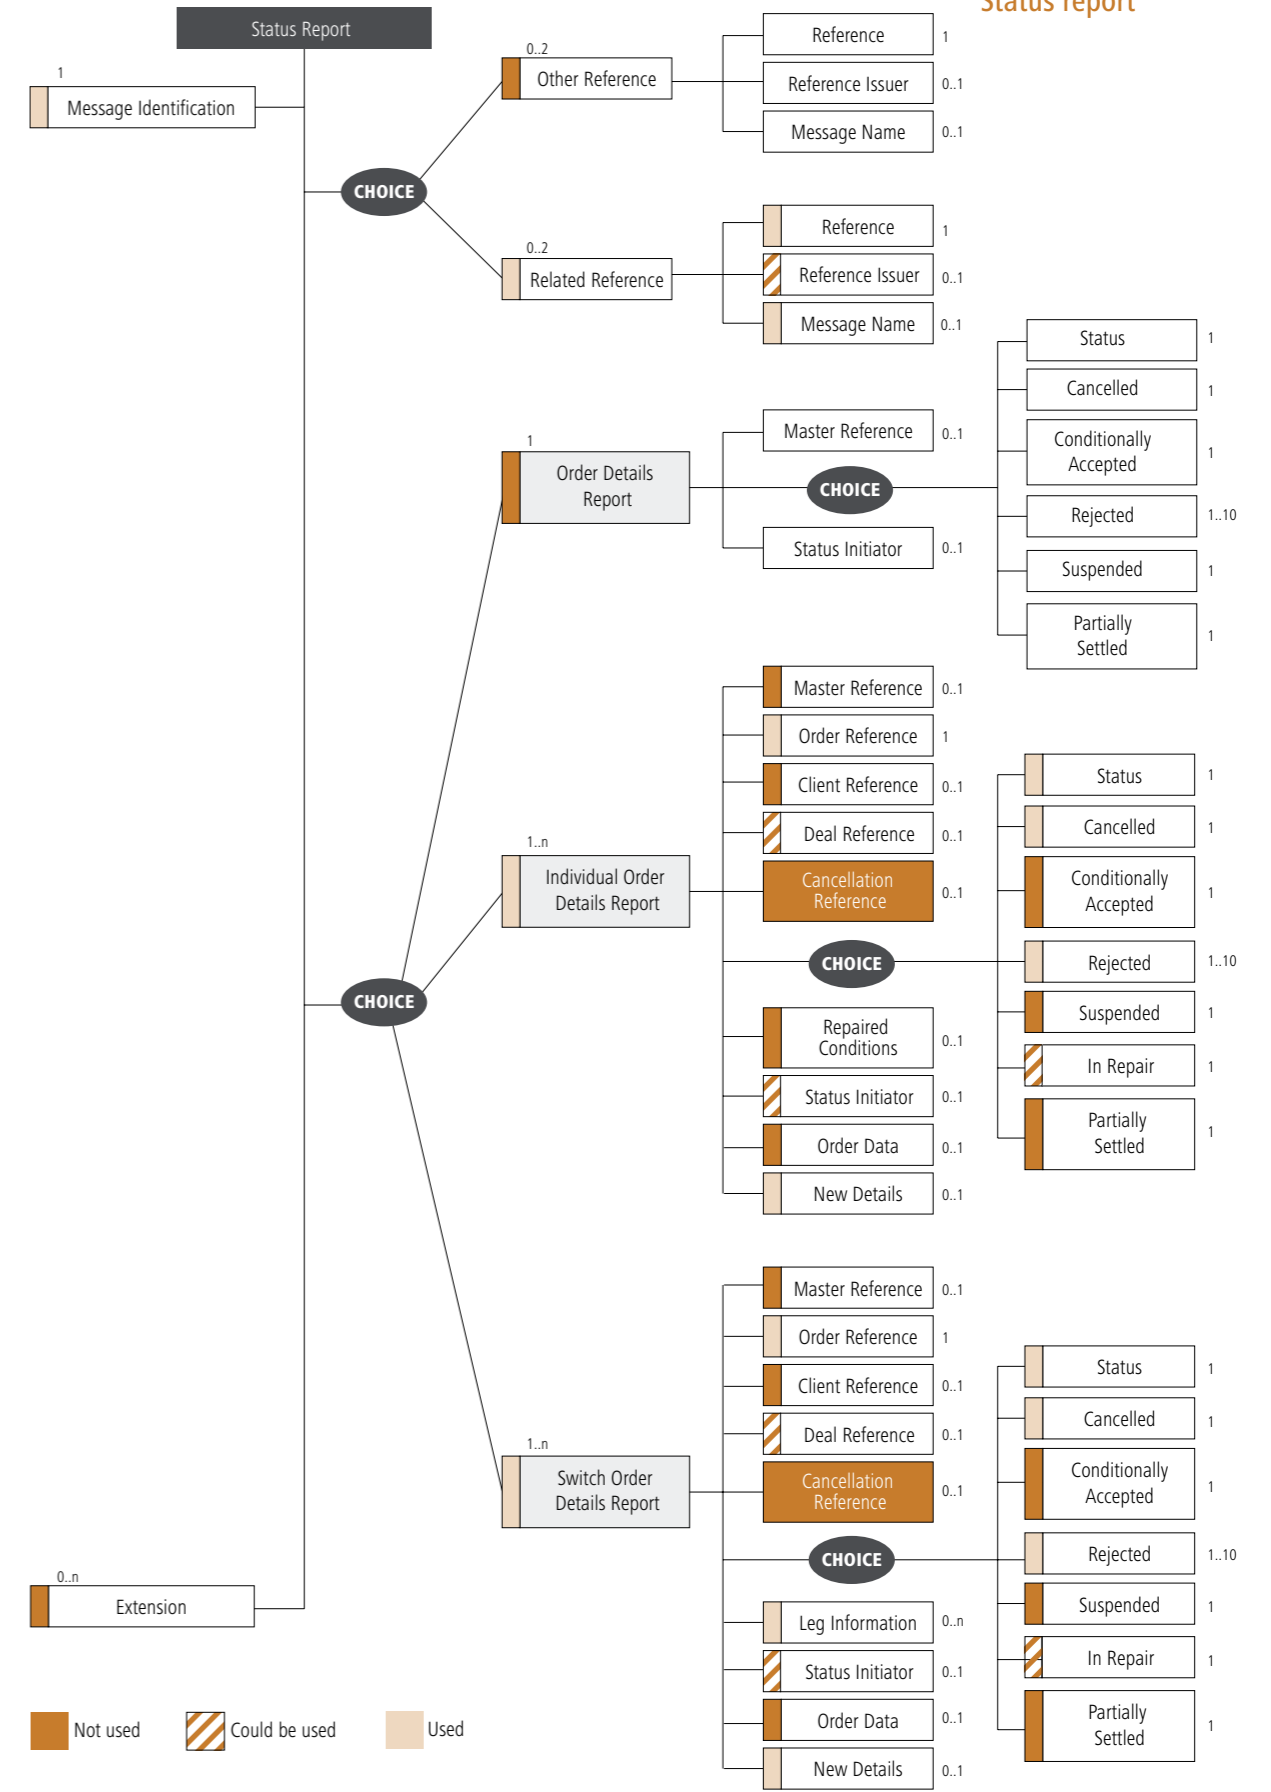 Status report
Status Report
1
Message Identification
CHOICE
0..2
Other Reference
Reference
1
Reference Issuer
0..1
Message Name
0..1
0..2
Related Reference
Reference
1
Reference Issuer
0..1
Message Name
0..1
1
Order Details
Report
Master Reference
0..1
CHOICE
Status Initiator
0..1
Status
1
Cancelled
1
Conditionally
Accepted
1
Rejected
1..10
Suspended
1
Partially
Settled
1
CHOICE
1..n
Individual Order
Details Report
Master Reference
0..1
Order Reference
1
Client Reference
0..1
Deal Reference
0..1
Cancellation
Reference
0..1
CHOICE
Repaired
Conditions
0..1
Status Initiator
0..1
Order Data
0..1
New Details
0..1
Status
1
Cancelled
1
Conditionally
Accepted
1
Rejected
1..10
Suspended
1
In Repair
1
Partially
Settled
1
1..n
Switch Order
Details Report
Master Reference
0..1
Order Reference
1
Client Reference
0..1
Deal Reference
0..1
Cancellation
Reference
0..1
CHOICE
Leg Information
0..n
Status Initiator
0..1
Order Data
0..1
New Details
0..1
Status
1
Cancelled
1
Conditionally
Accepted
1
Rejected
1..10
Suspended
1
In Repair
1
Partially
Settled
1
0..n
Extension
Not used
Could be used
Used